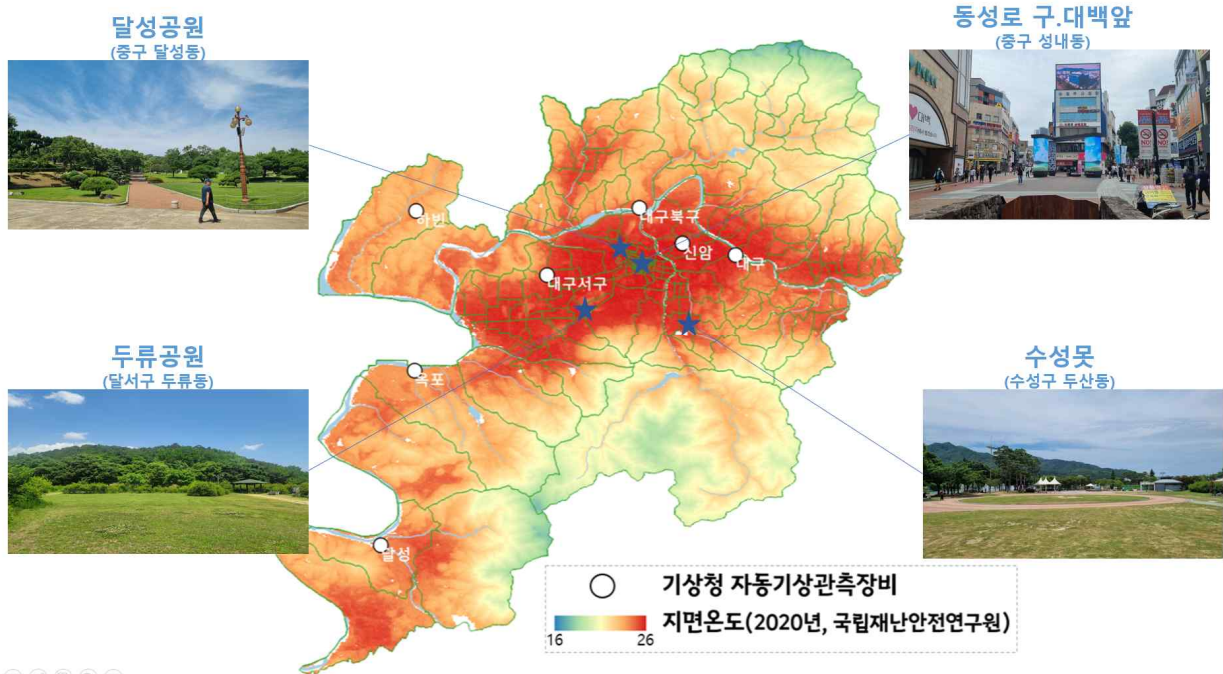 달성공원
(중구 달성동)
동성로 구.대백앞
(중구 성내동)
대백
하빈
대구북구
신암
대구
대구서구
두류공원
(달서구 두류동)
수성못
(수성구 두산동)
옥포
달성
기상청 자동기상관측장비
지면온도(2020년, 국립재난안전연구원)
16
26